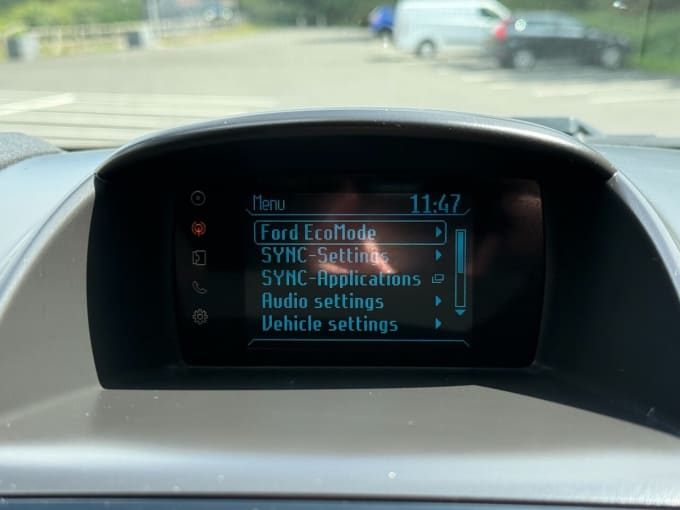 Menu 11:47
Ford EcoMode
SYNC-Settings
SYNC-Applications
Audio settings
Vehicle settings